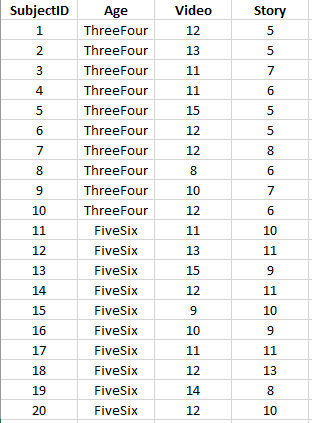 SubjectID Age Video Story
1 ThreeFour 12 5
2 ThreeFour 13 5
3 ThreeFour 11 7
4 ThreeFour 11 6
5 ThreeFour 15 5
6 ThreeFour 12 5
7 ThreeFour 12 8
8 ThreeFour 8 6
9 ThreeFour 10 7
10 ThreeFour 12 6
11 FiveSix 11 10
12 FiveSix 13 11
13 FiveSix 15 9
14 FiveSix 12 11
15 FiveSix 9 10
16 FiveSix 10 9
17 FiveSix 11 11
18 FiveSix 12 13
19 FiveSix 14 8
20 FiveSix 12 10